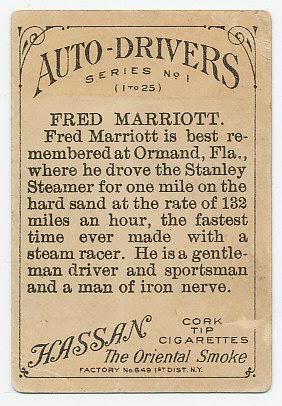 AUTO-DRIVERS
SERIES No 1
(1 TO 25)
FRED MARRIOTT.
Fred Marriott is best re-
membered at Ormand, Fla.,
where he drove the Stanley
Steamer for one mile on the
hard sand at the rate of 132
miles an hour, the fastest
time ever made with a
steam racer. He is a gentle-
man driver and sportsman
and a man of iron nerve.
HASSAN
CORK
TIP
CIGARETTES
The Oriental Smoke
FACTORY No. 649 1ST DIST. N.Y.